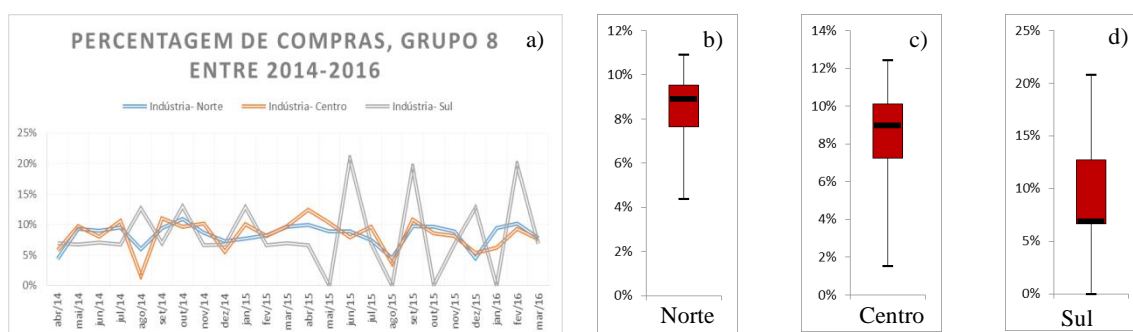 PERCENTAGEM DE COMPRAS, GRUPO 8
ENTRE 2014-2016
a)
Indústria- Norte
Indústria- Centro
Indústria- Sul
25%
20%
15%
10%
5%
0%
abr/14
mai/14
jun/14
jul/14
ago/14
set/14
out/14
nov/14
dez/14
jan/15
fev/15
mar/15
abr/15
mai/15
jun/15
jul/15
ago/15
set/15
out/15
nov/15
dez/15
jan/16
fev/16
mar/16
b)
12%
10%
8%
6%
4%
2%
0%
Norte
c)
14%
12%
10%
8%
6%
4%
2%
0%
Centro
d)
25%
20%
15%
10%
5%
0%
Sul